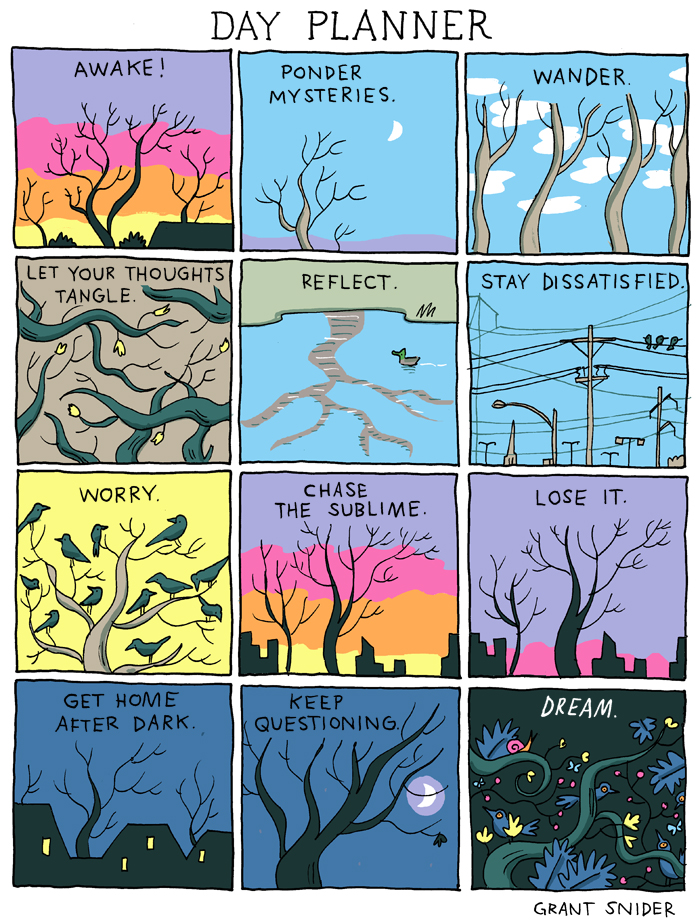 DAY PLANNER
AWAKE!
PONDER
MYSTERIES.
WANDER.
LET YOUR THOUGHTS
TANGLE.
REFLECT.
STAY DISSATISFIED.
WORRY.
CHASE
THE SUBLIME.
LOSE IT.
GET HOME
AFTER DARK.
KEEP
QUESTIONING.
DREAM.
GRANT SNIDER